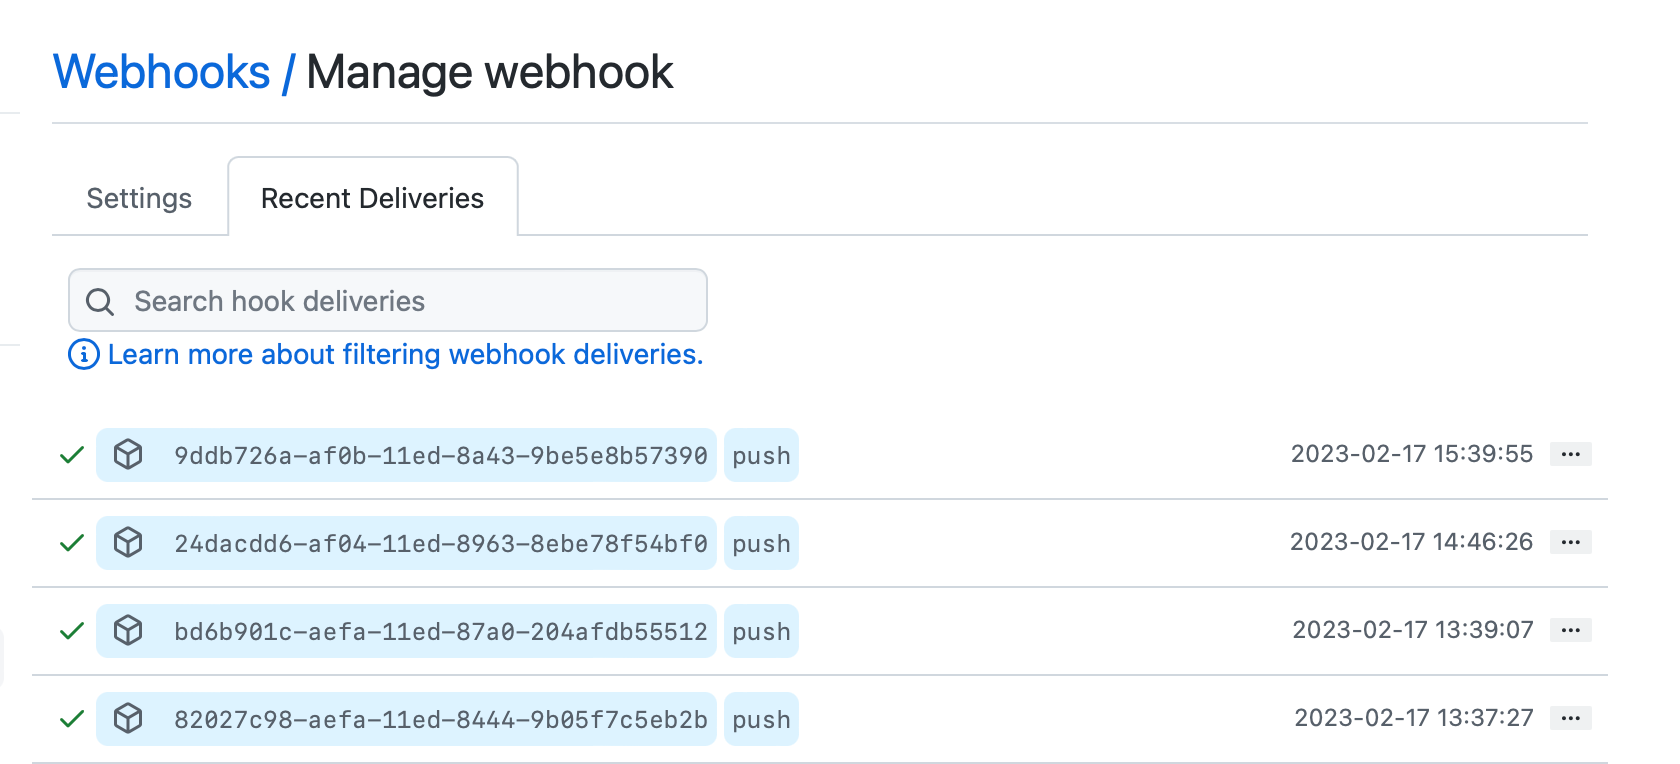 Webhooks / Manage webhook
Settings
Recent Deliveries
Search hook deliveries
Learn more about filtering webhook deliveries.
9ddb726a-af0b-11ed-8a43-9be5e8b57390 push 2023-02-17 15:39:55 ...
24dacdd6-af04-11ed-8963-8ebe78f54bf0 push 2023-02-17 14:46:26 ...
bd6b901c-aefa-11ed-87a0-204afdb55512 push 2023-02-17 13:39:07 ...
82027c98-aefa-11ed-8444-9b05f7c5eb2b push 2023-02-17 13:37:27 ...